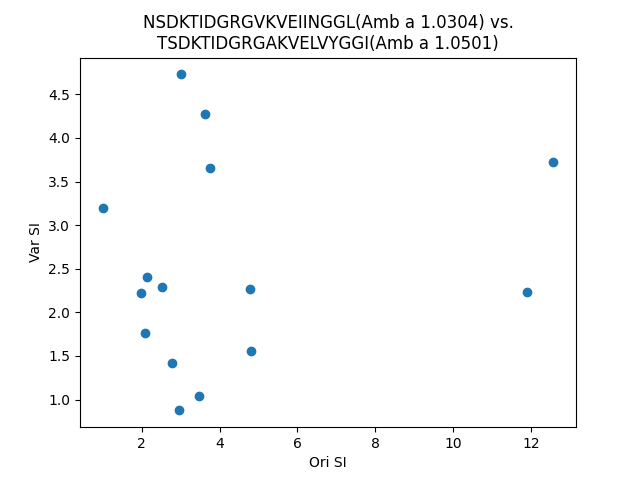 NSDKTIDGRGVKVEIINGGL(Amb a 1.0304) vs.
TSDKTIDGRGAKVELVYGGI(Amb a 1.0501)
4.5
4.0
3.5
3.0
2.5
2.0
1.5
1.0
Var SI
2 4 6 8 10 12
Ori SI